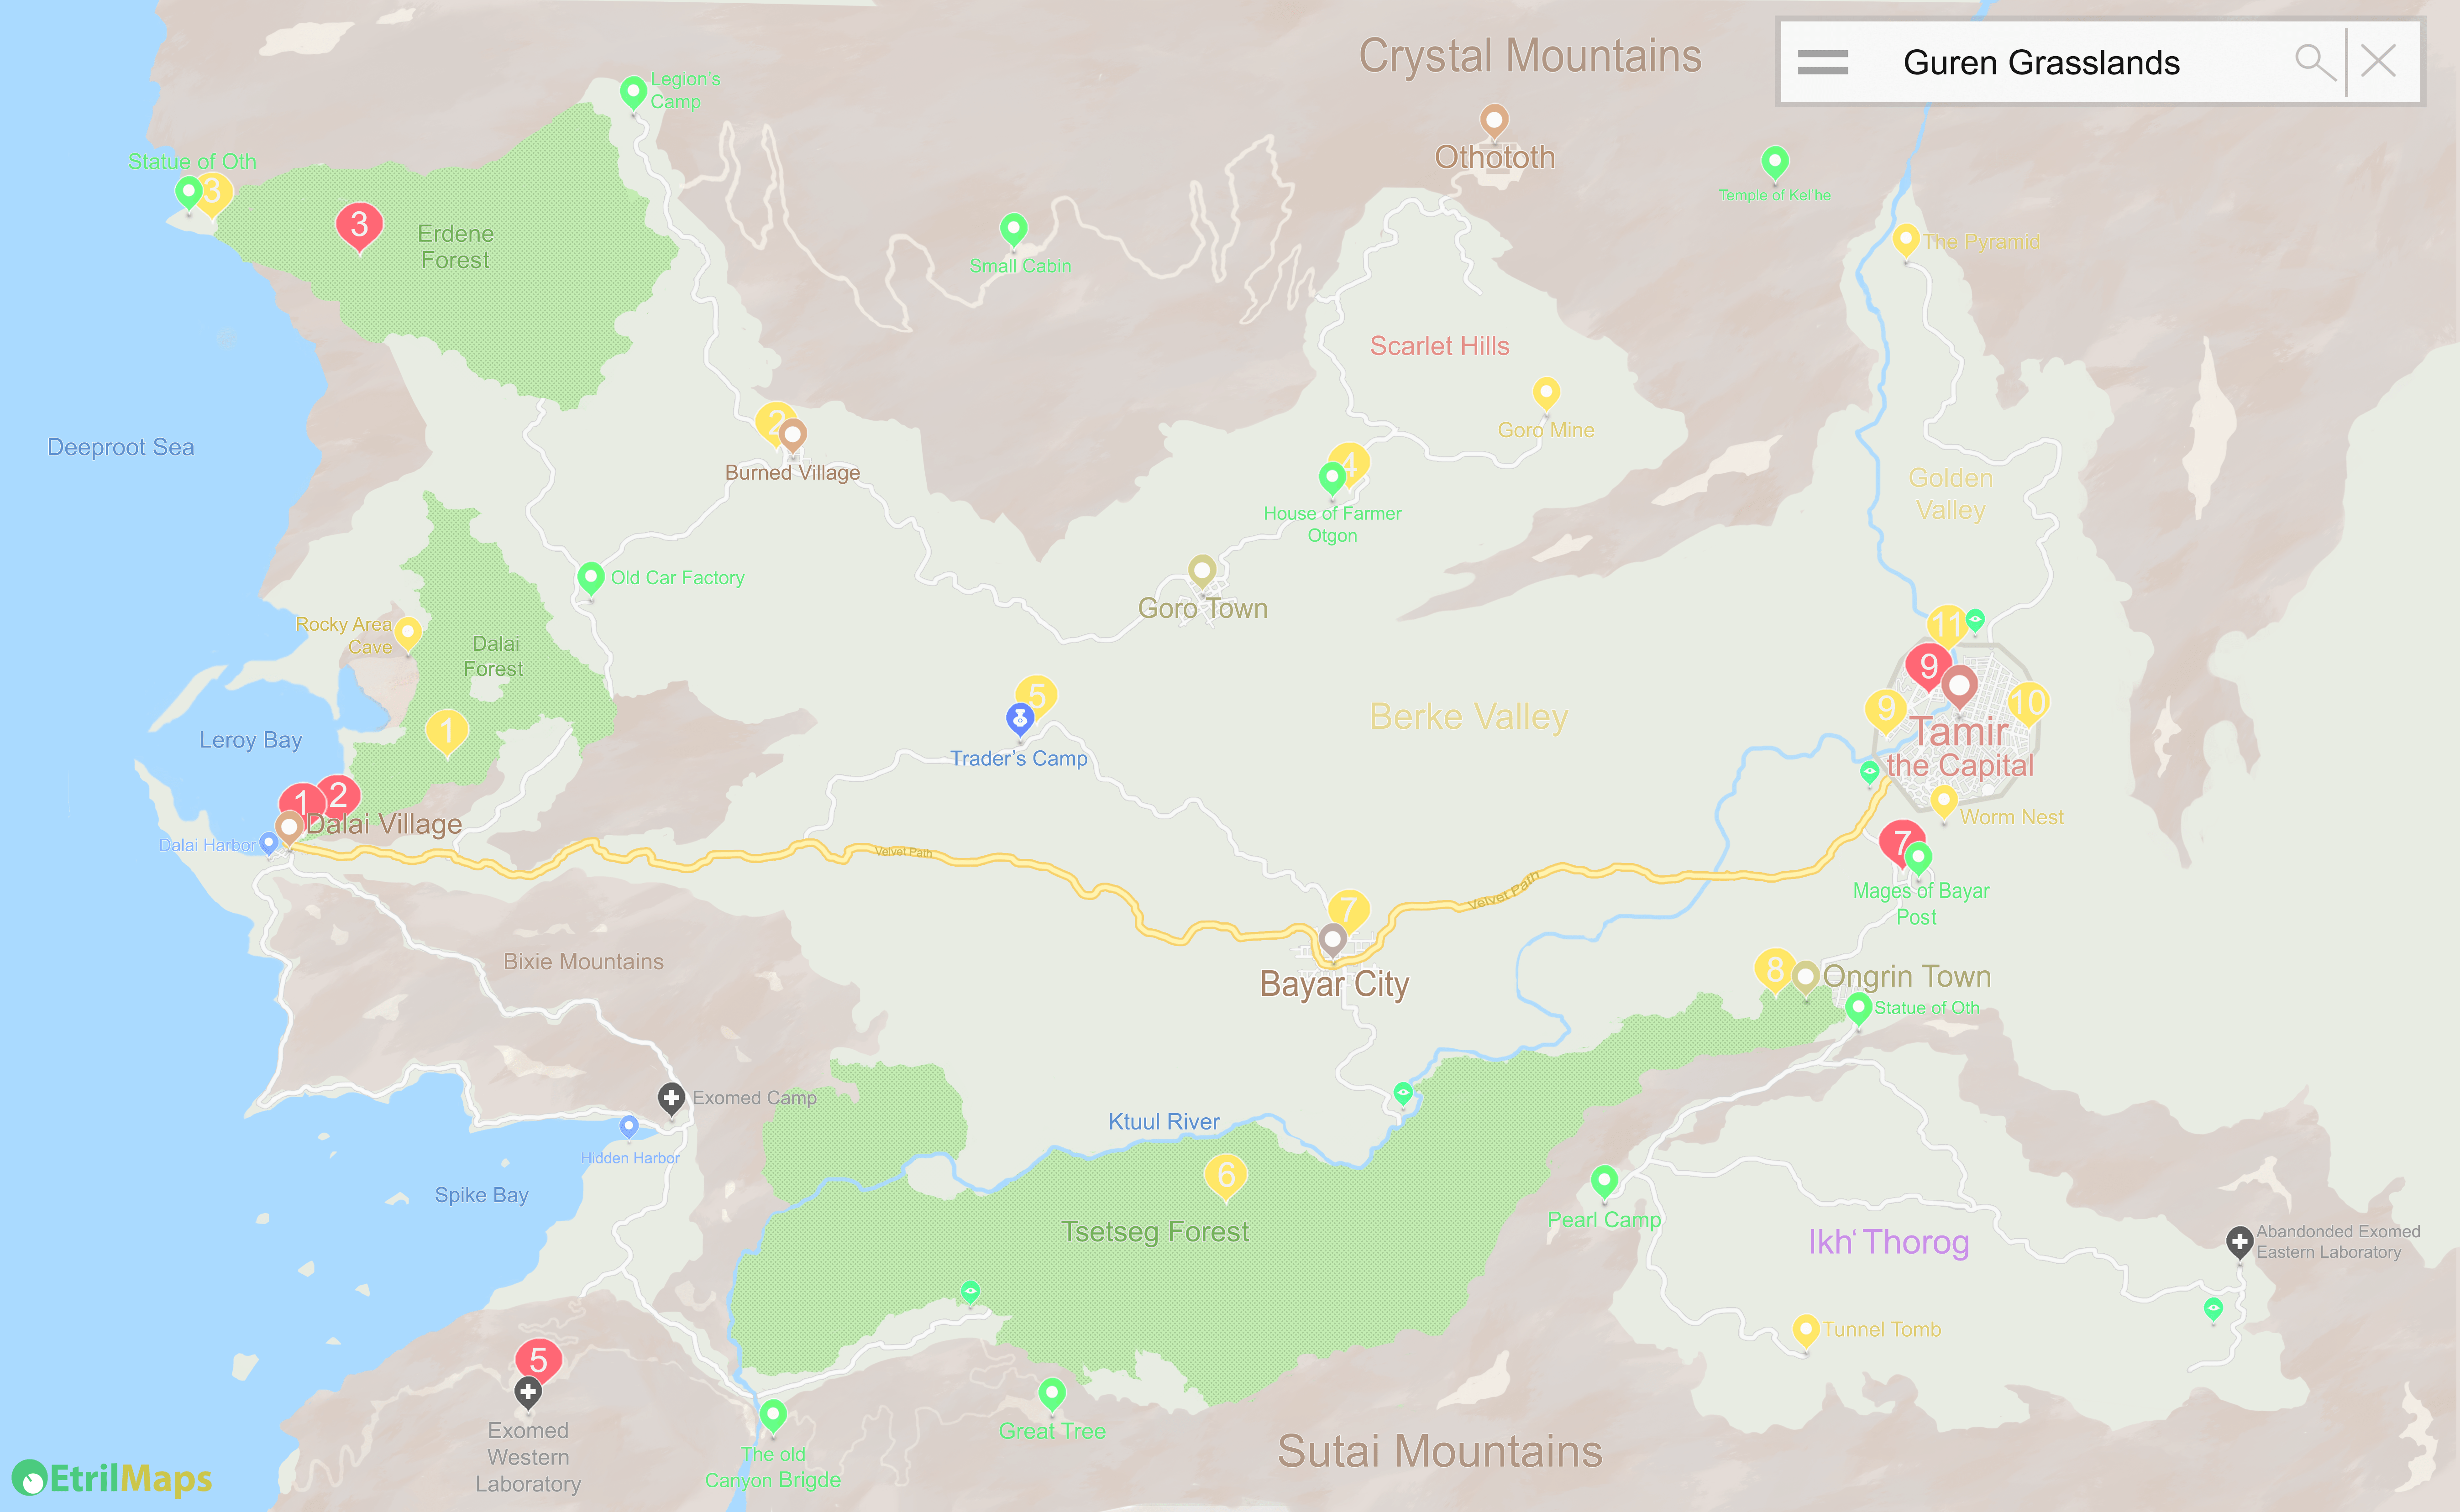 Crystal Mountains
Guren Grasslands
Legion's
Camp
Othototh
Statue of Oth
3
3
Temple of Kel'he
Erdene
Forest
The Pyramid
Small Cabin
Scarlet Hills
2
Goro Mine
Deeproot Sea
Burned Village
4
Golden
Valley
House of Farmer
Otgon
Old Car Factory
Goro Town
Rocky Area
Cave
Dalai
Forest
11
9
5
9
10
Berke Valley
1
Leroy Bay
Tamir
the Capital
Trader's Camp
1
2
Dalai Village
Worm Nest
Dalai Harbor
Velvet Path
7
Mages of Bayar
Post
Velvet Path
7
Bixie Mountains
8
Ongrin Town
Bayar City
Statue of Oth
Exomed Camp
Ktuul River
Hidden Harbor
6
Spike Bay
Pearl Camp
Tsetseg Forest
Ikh‘ Thorog
Abandonded Exomed
Eastern Laboratory
Tunnel Tomb
5
Exomed
Western
Laboratory
Great Tree
The old
Canyon Brigde
Sutai Mountains
EtrilMaps